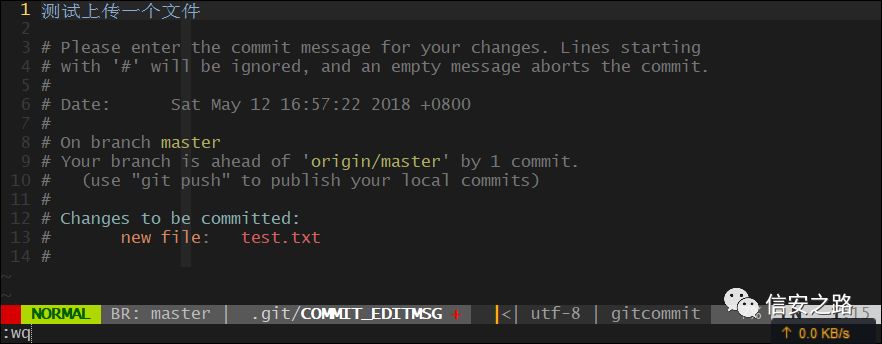 1 测试上传一个文件
2
3 # Please enter the commit message for your changes. Lines starting
4 # with '#' will be ignored, and an empty message aborts the commit.
5 #
6 # Date:      Sat May 12 16:57:22 2018 +0800
7 #
8 # On branch master
9 # Your branch is ahead of 'origin/master' by 1 commit.
10 #   (use "git push" to publish your local commits)
11 #
12 # Changes to be committed:
13 #       new file:   test.txt
14 #
~
~
NORMAL BR: master | .git/COMMIT_EDITMSG + |<| utf-8 | gitcommit
信安之路
:wq
↑ 0.0 KB/s